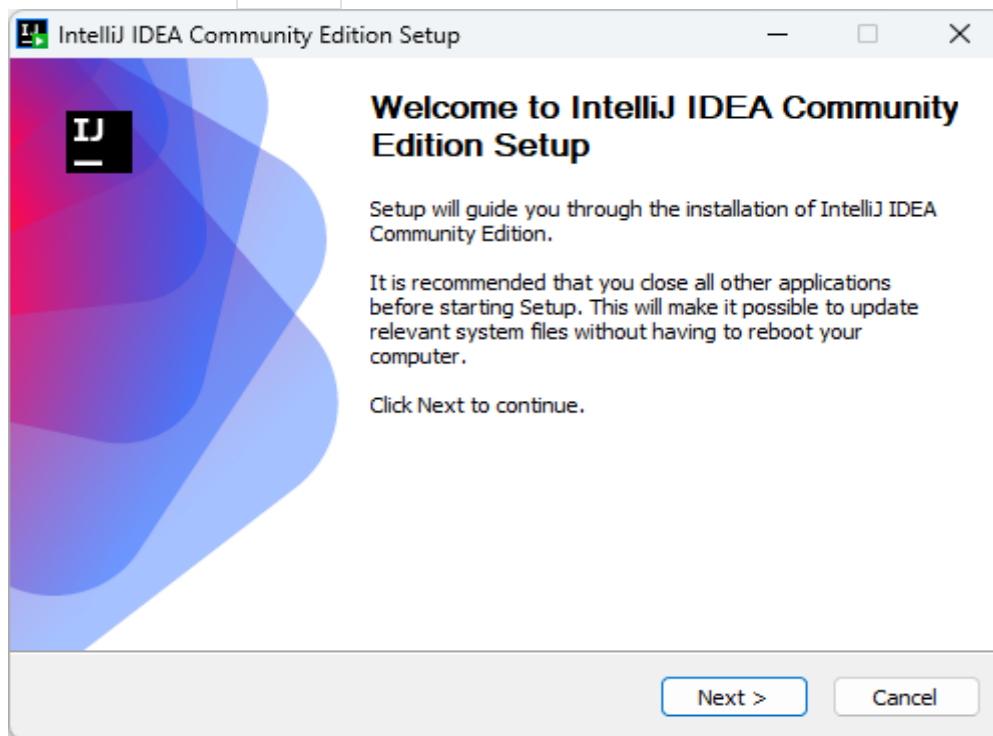 IntelliJ IDEA Community Edition Setup
IJ
Welcome to IntelliJ IDEA Community
Edition Setup
Setup will guide you through the installation of IntelliJ IDEA
Community Edition.
It is recommended that you close all other applications
before starting Setup. This will make it possible to update
relevant system files without having to reboot your
computer.
Click Next to continue.
Next >
Cancel